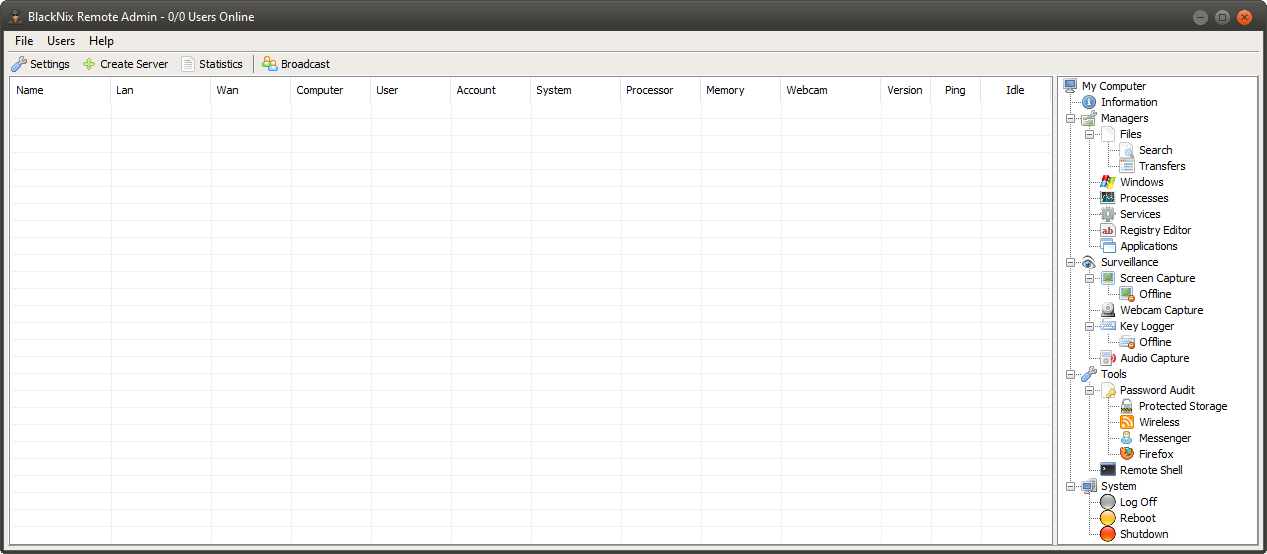 BlackNix Remote Admin - 0/0 Users Online
File Users Help
Settings Create Server Statistics Broadcast
Name Lan Wan Computer User Account System Processor Memory Webcam Version Ping Idle
My Computer
Information
Managers
Files
Search
Transfers
Windows
Processes
Services
ab Registry Editor
Applications
Surveillance
Screen Capture
Offline
Webcam Capture
Key Logger
Offline
Audio Capture
Tools
Password Audit
Protected Storage
Wireless
Messenger
Firefox
Remote Shell
System
Log Off
Reboot
Shutdown